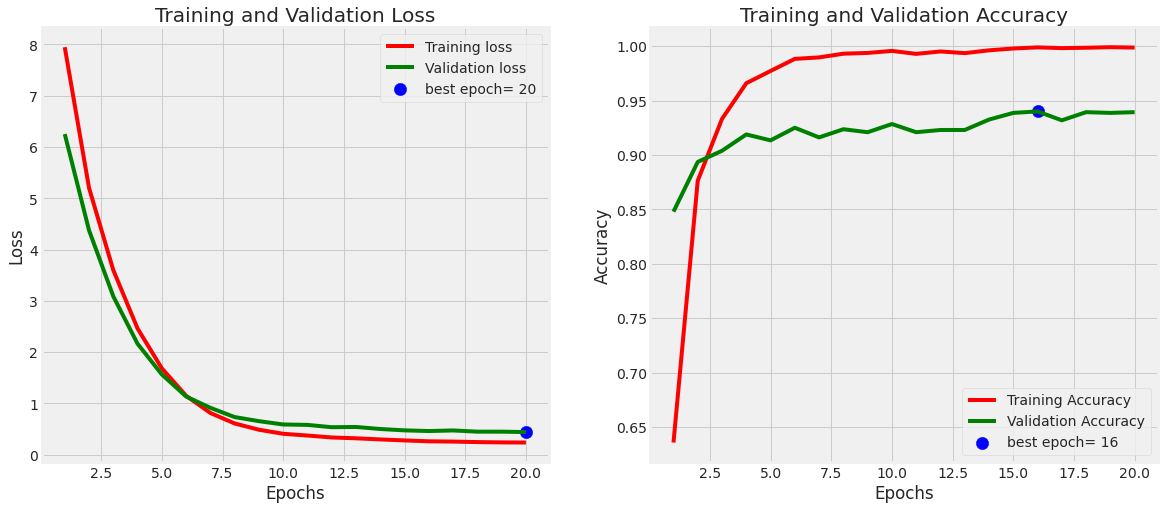 Training and Validation Loss
8
7
6
5
4
3
2
1
0
Loss
2.5 5.0 7.5 10.0 12.5 15.0 17.5 20.0
Epochs
Training loss
Validation loss
best epoch= 20
Training and Validation Accuracy
1.00
0.95
0.90
0.85
0.80
0.75
0.70
0.65
Accuracy
2.5 5.0 7.5 10.0 12.5 15.0 17.5 20.0
Epochs
Training Accuracy
Validation Accuracy
best epoch= 16